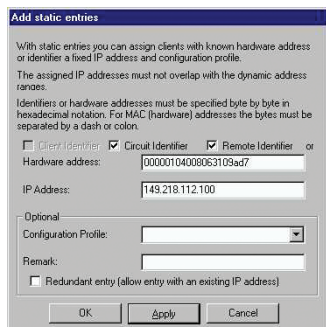 Add static entries
With static entries you can assign clients with known hardware address
or identifier a fixed IP address and configuration profile.
The assigned IP addresses must not overlap with the dynamic address
ranges.
Identifiers or hardware addresses must be specified byte by byte in
hexadecimal notation. For MAC (hardware) addresses the bytes must be
separated by a dash or colon.
Client Identifier Circuit Identifier Remote Identifier or
Hardware address: 00000104008063109ad7
IP Address: 149.218.112.100
Optional
Configuration Profile:
Remark:
Redundant entry (allow entry with an existing IP address)
OK Apply Cancel